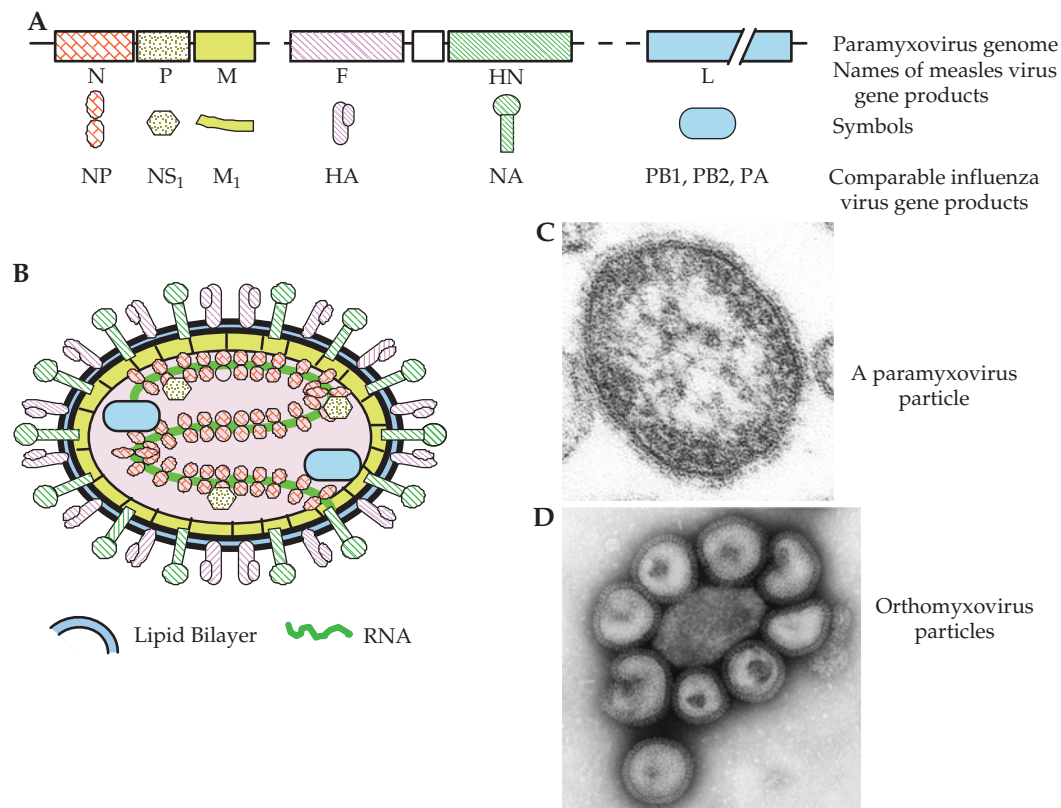 A
Paramyxovirus genome
N P M F HN L
Names of measles virus
gene products
Symbols
NP NS₁ M₁ HA NA PB1, PB2, PA
Comparable influenza
virus gene products
B
C
A paramyxovirus
particle
D
Orthomyxovirus
particles
Lipid Bilayer RNA